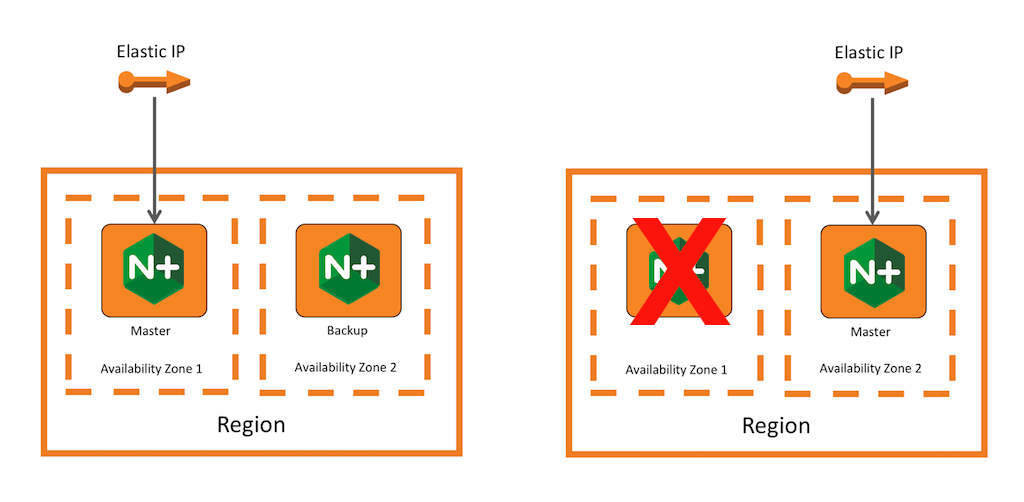 Elastic IP
N+
Master
Availability Zone 1
N+
Backup
Availability Zone 2
Region
Elastic IP
N+
Availability Zone 1
N+
Master
Availability Zone 2
Region